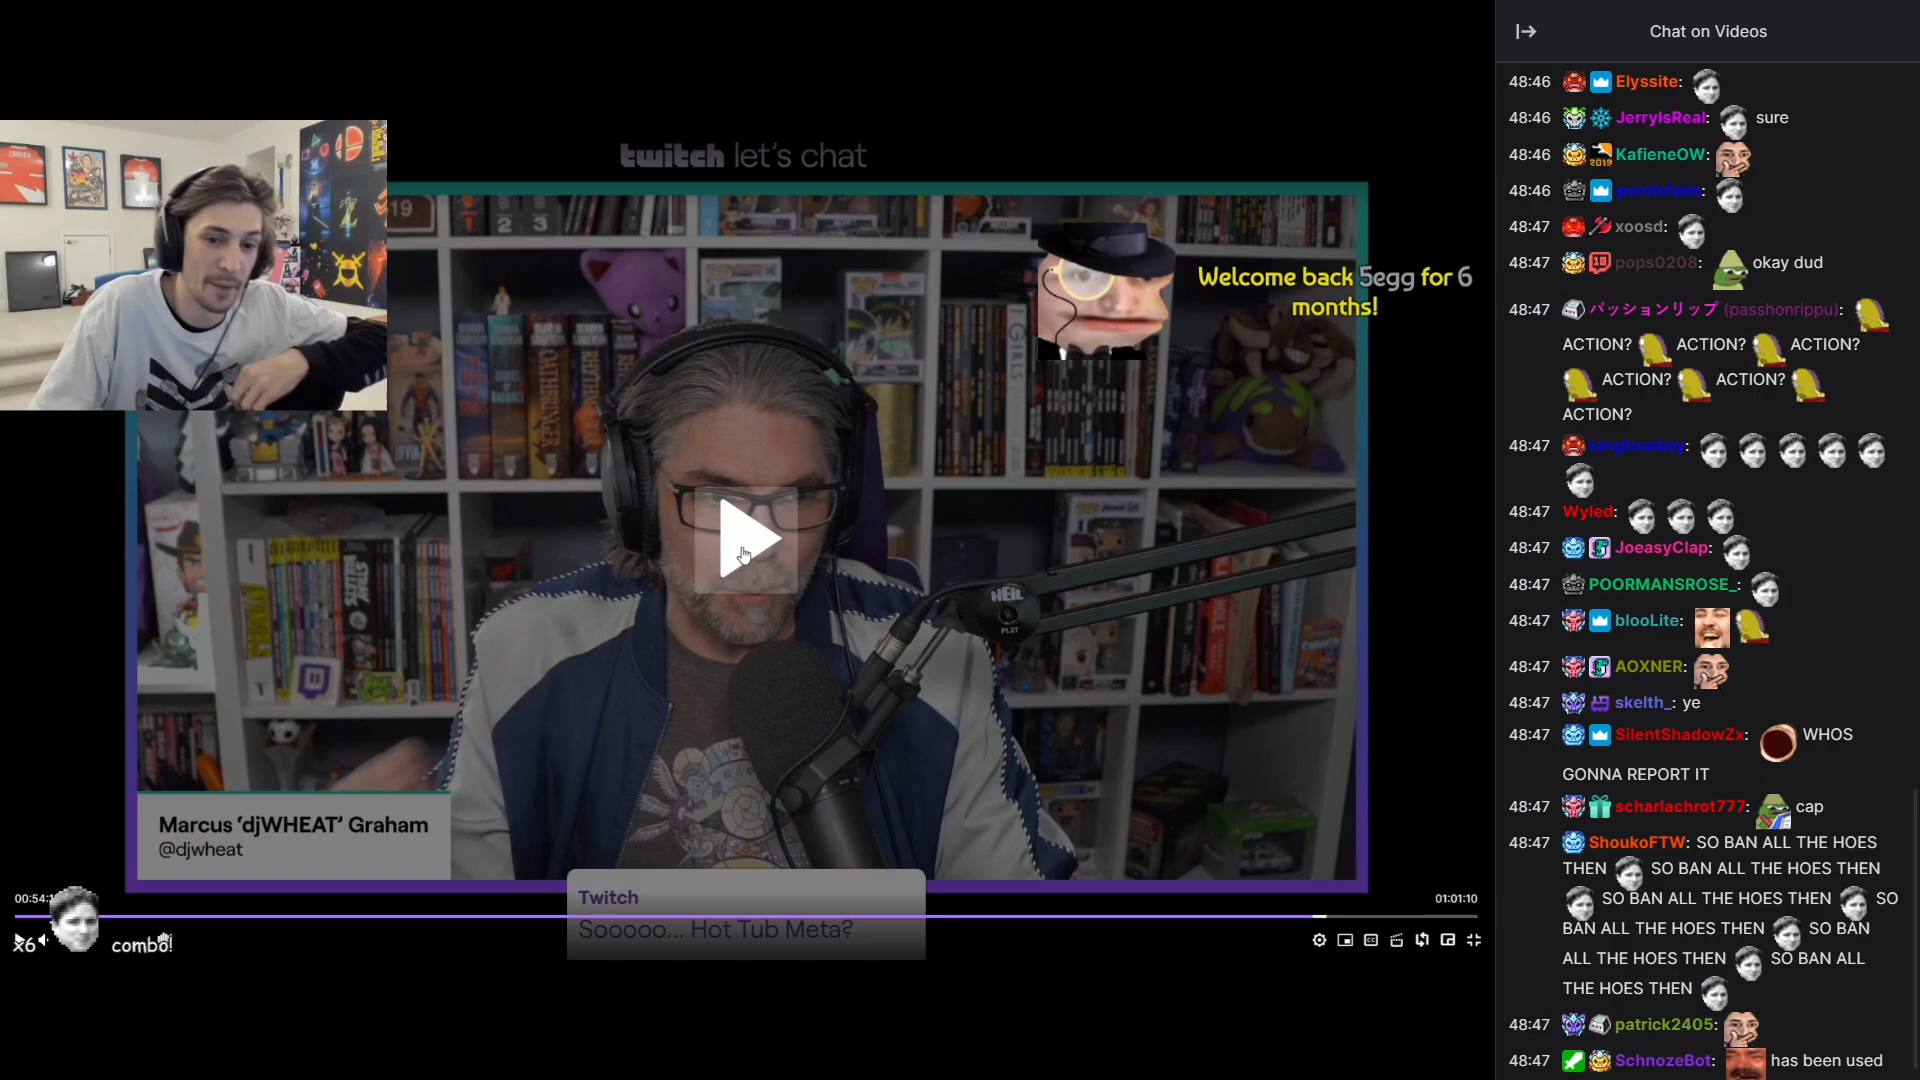 Chat on Videos
twitch let's chat
Welcome back 5egg for 6
months!
Marcus 'djWHEAT' Graham
@djwheat
Twitch
Sooooo... Hot Tub Meta?
01:01:10
x6
combo!
HEiL
PL2T
OATHBRINGER
GIRLS
48:46 Elyssite:
48:46 JerryIsReal: sure
48:46 KafieneOW:
48:46 pointofaim:
48:47 xoosd:
48:47 pops0208: okay dud
48:47 パッションリップ (passhonrippu):
ACTION? ACTION? ACTION?
ACTION? ACTION?
ACTION?
48:47 longtreeboy:
48:47 Wyled:
48:47 JoeasyClap:
48:47 POORMANSROSE_:
48:47 blooLite:
48:47 AOXNER:
48:47 skelth_: ye
48:47 SilentShadowZx: WHOS
GONNA REPORT IT
48:47 scharlachrot777: cap
48:47 ShoukoFTW: SO BAN ALL THE HOES
THEN SO BAN ALL THE HOES THEN
SO BAN ALL THE HOES THEN SO
BAN ALL THE HOES THEN SO BAN
ALL THE HOES THEN SO BAN ALL
THE HOES THEN
48:47 patrick2405:
48:47 SchnozeBot: has been used